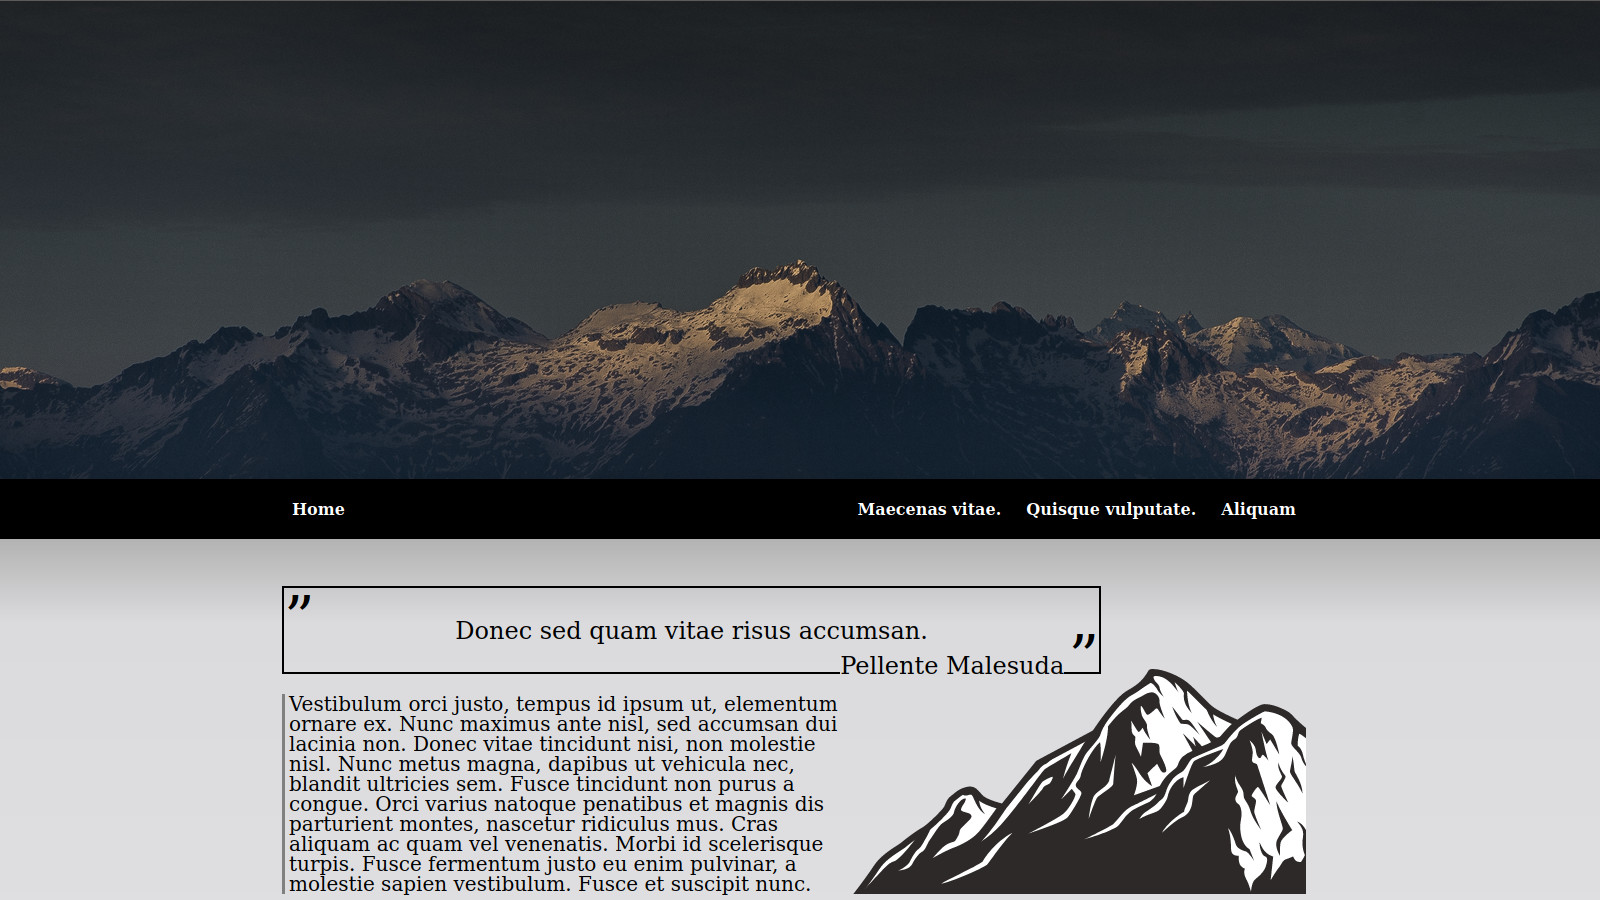 Home Maecenas vitae. Quisque vulputate. Aliquam
”
Donec sed quam vitae risus accumsan.
”
Pellente Malesuda
Vestibulum orci justo, tempus id ipsum ut, elementum
ornare ex. Nunc maximus ante nisl, sed accumsan dui
lacinia non. Donec vitae tincidunt nisi, non molestie
nisl. Nunc metus magna, dapibus ut vehicula nec,
blandit ultricies sem. Fusce tincidunt non purus a
congue. Orci varius natoque penatibus et magnis dis
parturient montes, nascetur ridiculus mus. Cras
aliquam ac quam vel venenatis. Morbi id scelerisque
turpis. Fusce fermentum justo eu enim pulvinar, a
molestie sapien vestibulum. Fusce et suscipit nunc.